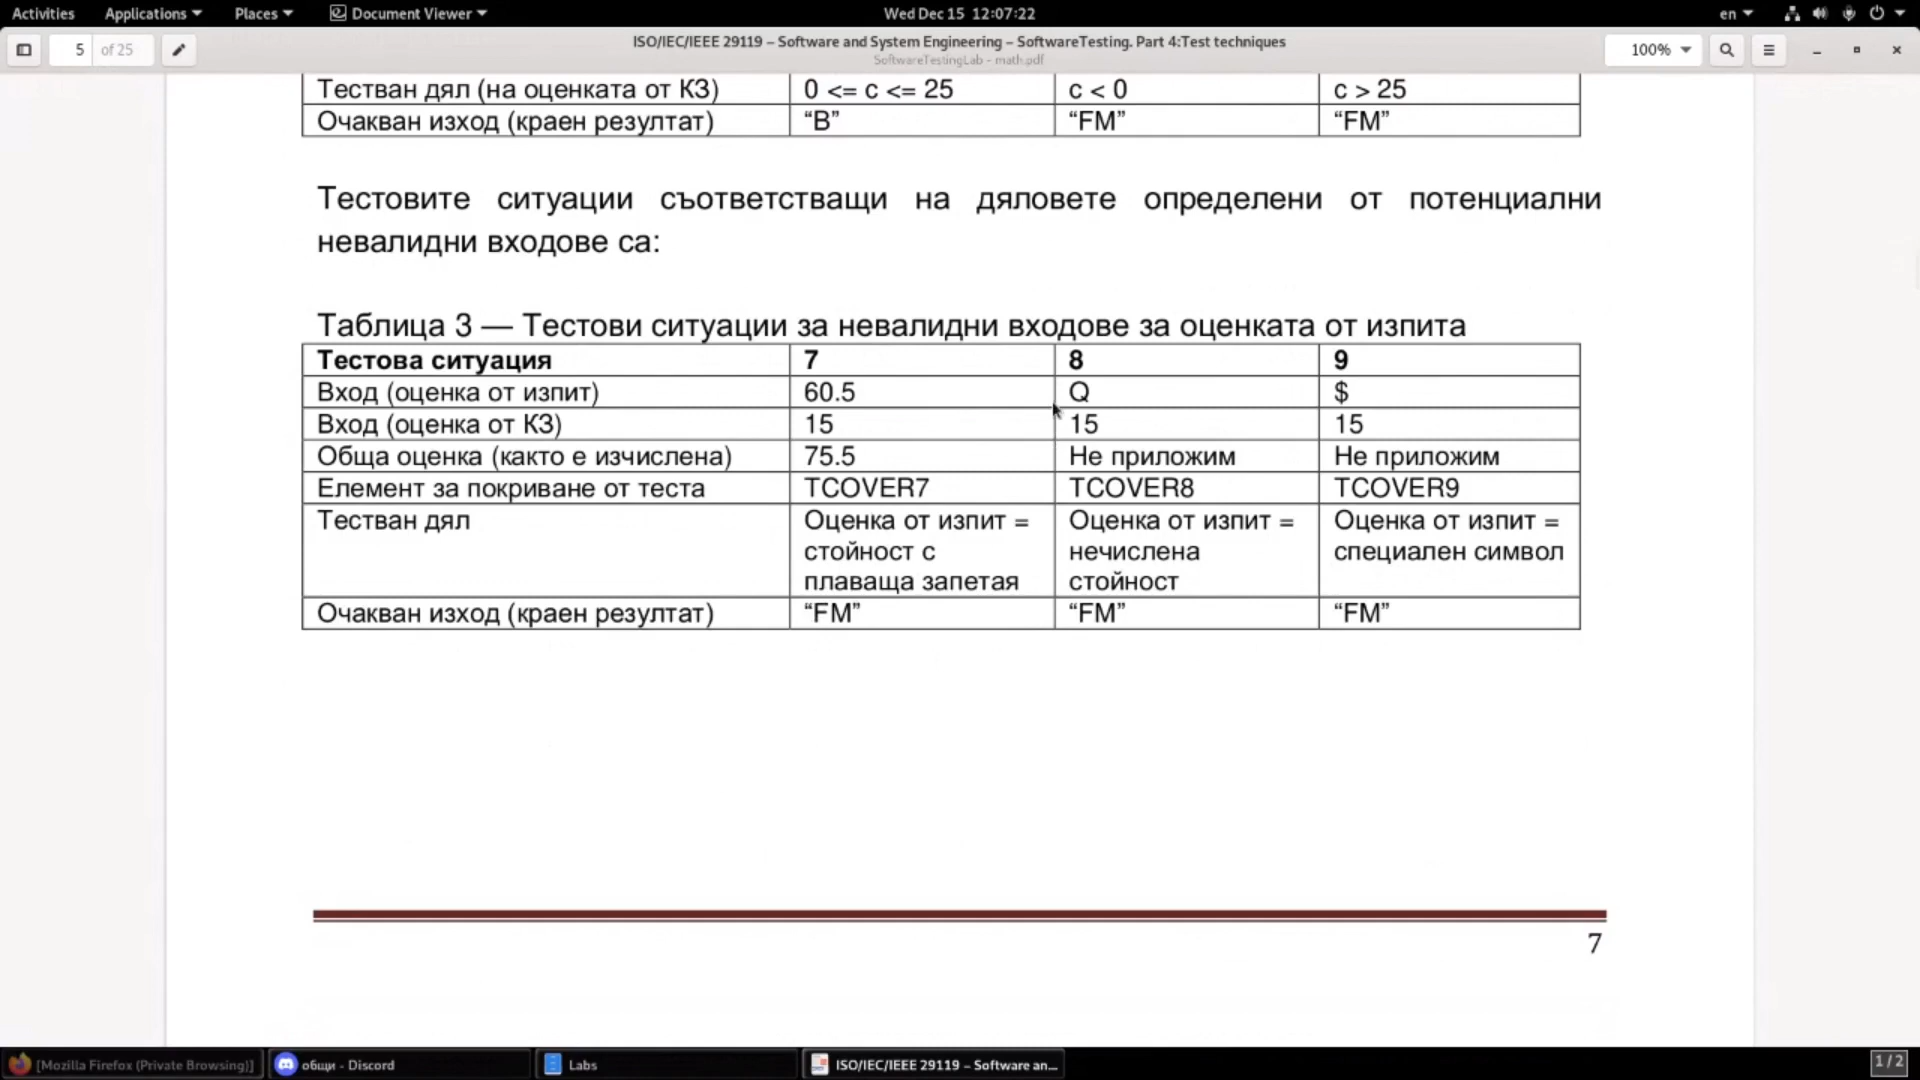 Activities Applications Places Document Viewer Wed Dec 15 12:07:22 en
5 of 25 ISO/IEC/IEEE 29119 – Software and System Engineering – SoftwareTesting. Part 4:Test techniques 100%
SoftwareTestingLab - math.pdf
Тестван дял (на оценката от КЗ) 0 <= c <= 25 c < 0 c > 25
Очакван изход (краен резултат) “B” “FM” “FM”
Тестовите ситуации съответстващи на дяловете определени от потенциални
невалидни входове са:
Таблица 3 — Тестови ситуации за невалидни входове за оценката от изпита
Тестова ситуация 7 8 9
Вход (оценка от изпит) 60.5 Q $
Вход (оценка от КЗ) 15 15 15
Обща оценка (както е изчислена) 75.5 Не приложим Не приложим
Елемент за покриване от теста TCOVER7 TCOVER8 TCOVER9
Тестван дял Оценка от изпит = Оценка от изпит = Оценка от изпит =
стойност с нечислена специален символ
плаваща запетая стойност
Очакван изход (краен резултат) “FM” “FM” “FM”
7
[Mozilla Firefox (Private Browsing)] общи - Discord Labs ISO/IEC/IEEE 29119 – Software an... 1 / 2